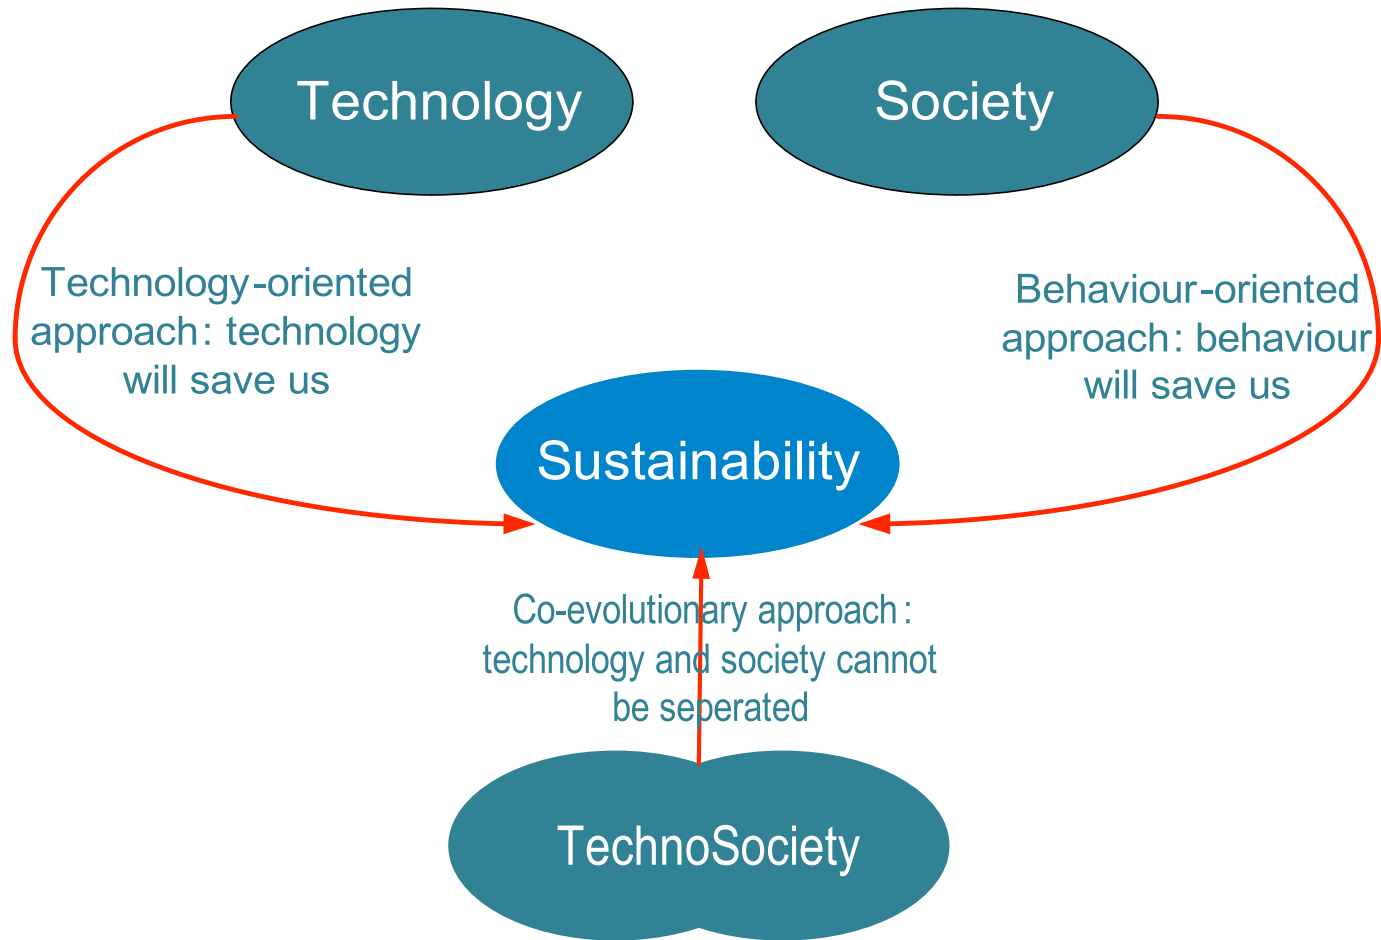 Technology
Society
Technology-oriented
approach: technology
will save us
Behaviour-oriented
approach: behaviour
will save us
Sustainability
Co-evolutionary approach:
technology and society cannot
be seperated
TechnoSociety